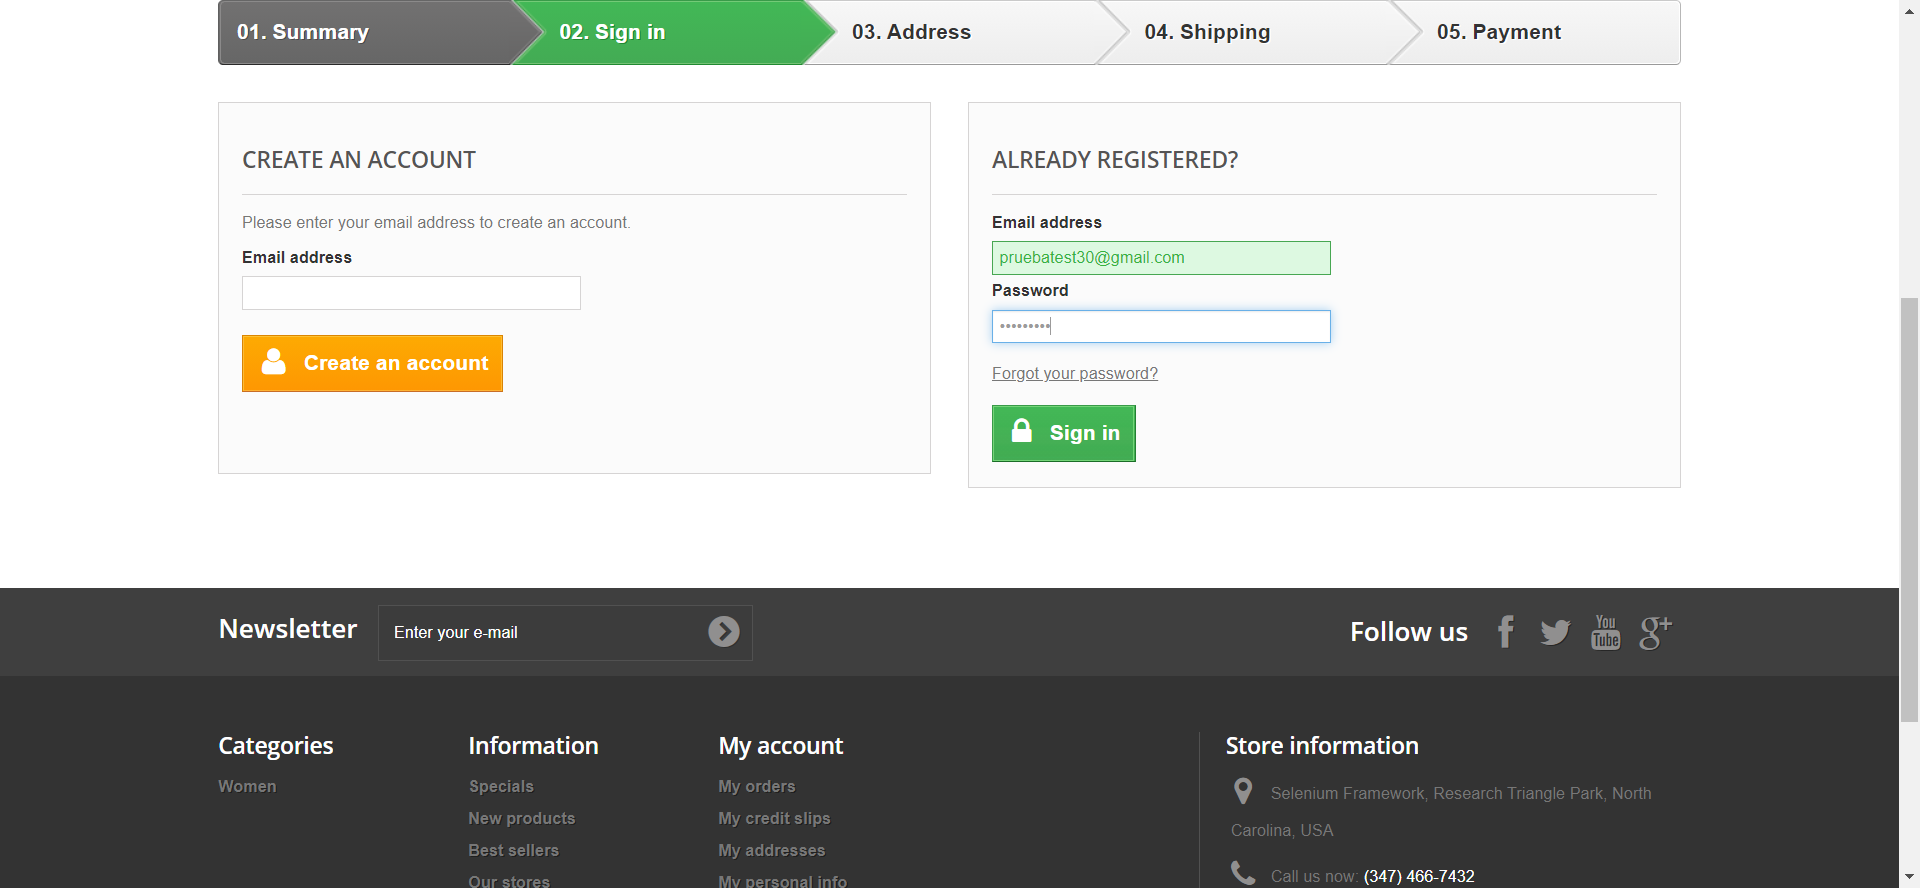 01. Summary
02. Sign in
03. Address
04. Shipping
05. Payment
CREATE AN ACCOUNT
Please enter your email address to create an account.
Email address
Create an account
ALREADY REGISTERED?
Email address
pruebatest30@gmail.com
Password
•••••••••
Forgot your password?
Sign in
Newsletter
Enter your e-mail
Follow us
You
Tube
g+
Categories
Women
Information
Specials
New products
Best sellers
Our stores
My account
My orders
My credit slips
My addresses
My personal info
Store information
Selenium Framework, Research Triangle Park, North
Carolina, USA
Call us now: (347) 466-7432